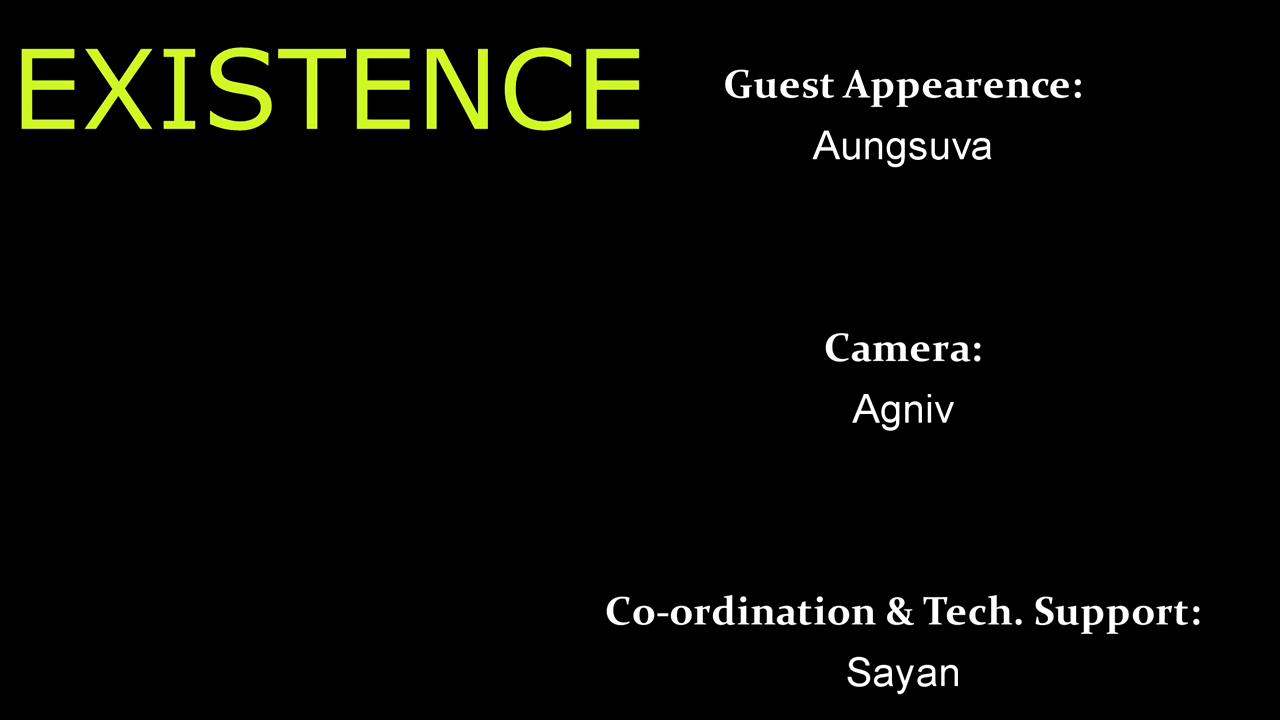 EXISTENCE
Guest Appearence:
Aungsuva
Camera:
Agniv
Co-ordination & Tech. Support:
Sayan